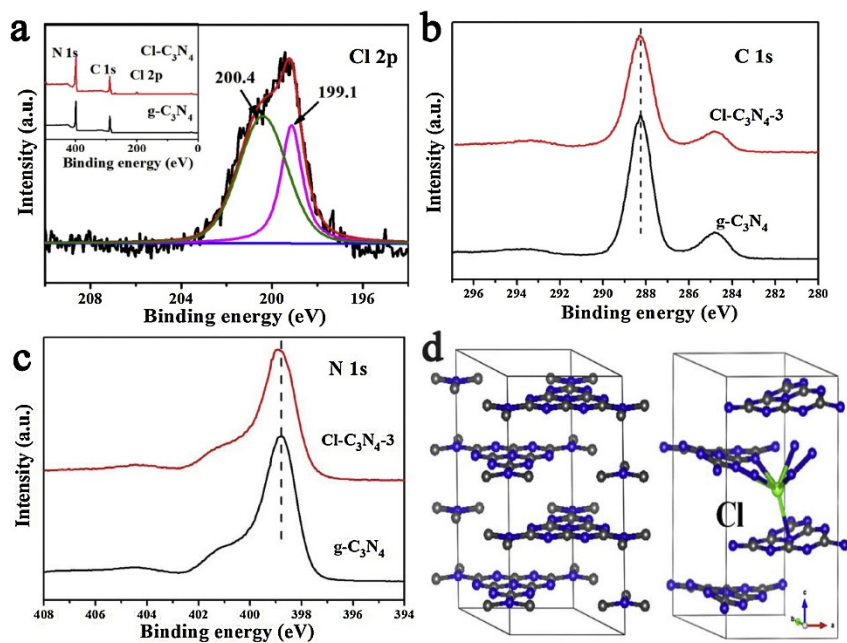 a
Cl 2p
N 1s
Cl-C3N4
C 1s
Cl 2p
g-C3N4
400 200 0
Binding energy (eV)
200.4
199.1
Intensity (a.u.)
208 204 200 196
Binding energy (eV)
b
C 1s
Cl-C3N4-3
g-C3N4
Intensity (a.u.)
296 294 292 290 288 286 284 282 280
Binding energy (eV)
c
N 1s
Cl-C3N4-3
g-C3N4
Intensity (a.u.)
408 406 404 402 400 398 396 394
Binding energy (eV)
d
Cl
c
b
a